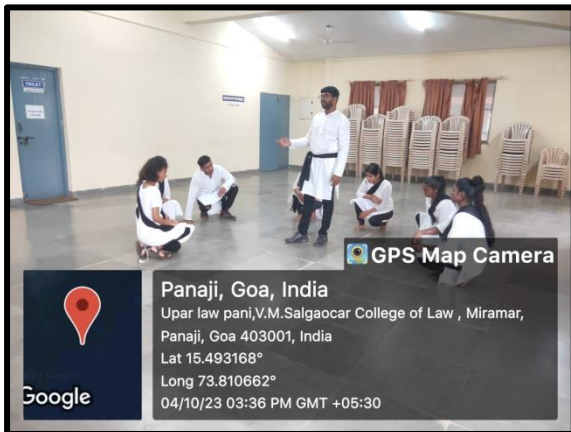 TOILET
GPS Map Camera
Panaji, Goa, India
Upar law pani,V.M.Salgaocar College of Law , Miramar,
Panaji, Goa 403001, India
Lat 15.493168°
Long 73.810662°
04/10/23 03:36 PM GMT +05:30
Google